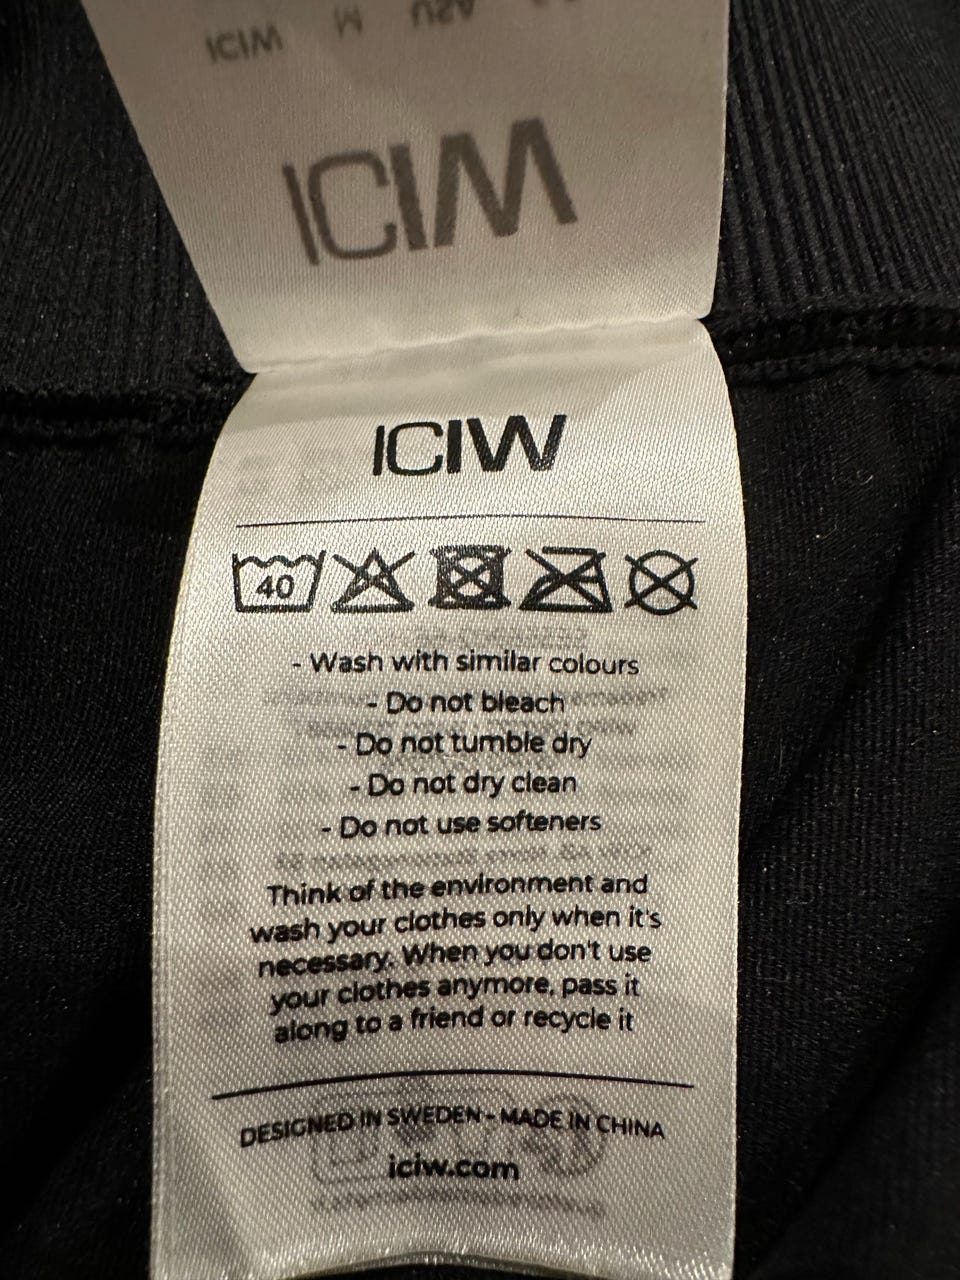 ICIW
40
- Wash with similar colours
- Do not bleach
- Do not tumble dry
- Do not dry clean
- Do not use softeners
Think of the environment and
wash your clothes only when it's
necessary. When you don't use
your clothes anymore, pass it
along to a friend or recycle it
DESIGNED IN SWEDEN - MADE IN CHINA
iciw.com